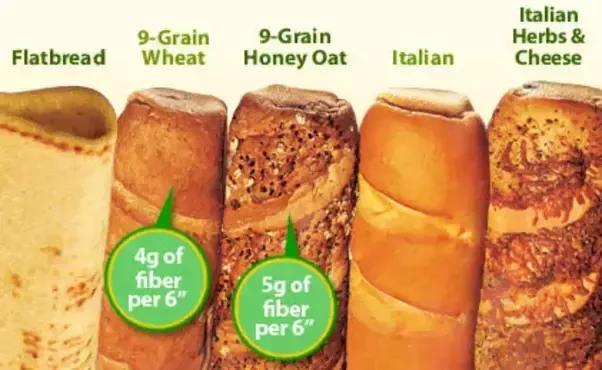 Flatbread
9-Grain
Wheat
9-Grain
Honey Oat
Italian
Italian
Herbs &
Cheese
4g of
fiber
per 6”
5g of
fiber
per 6”